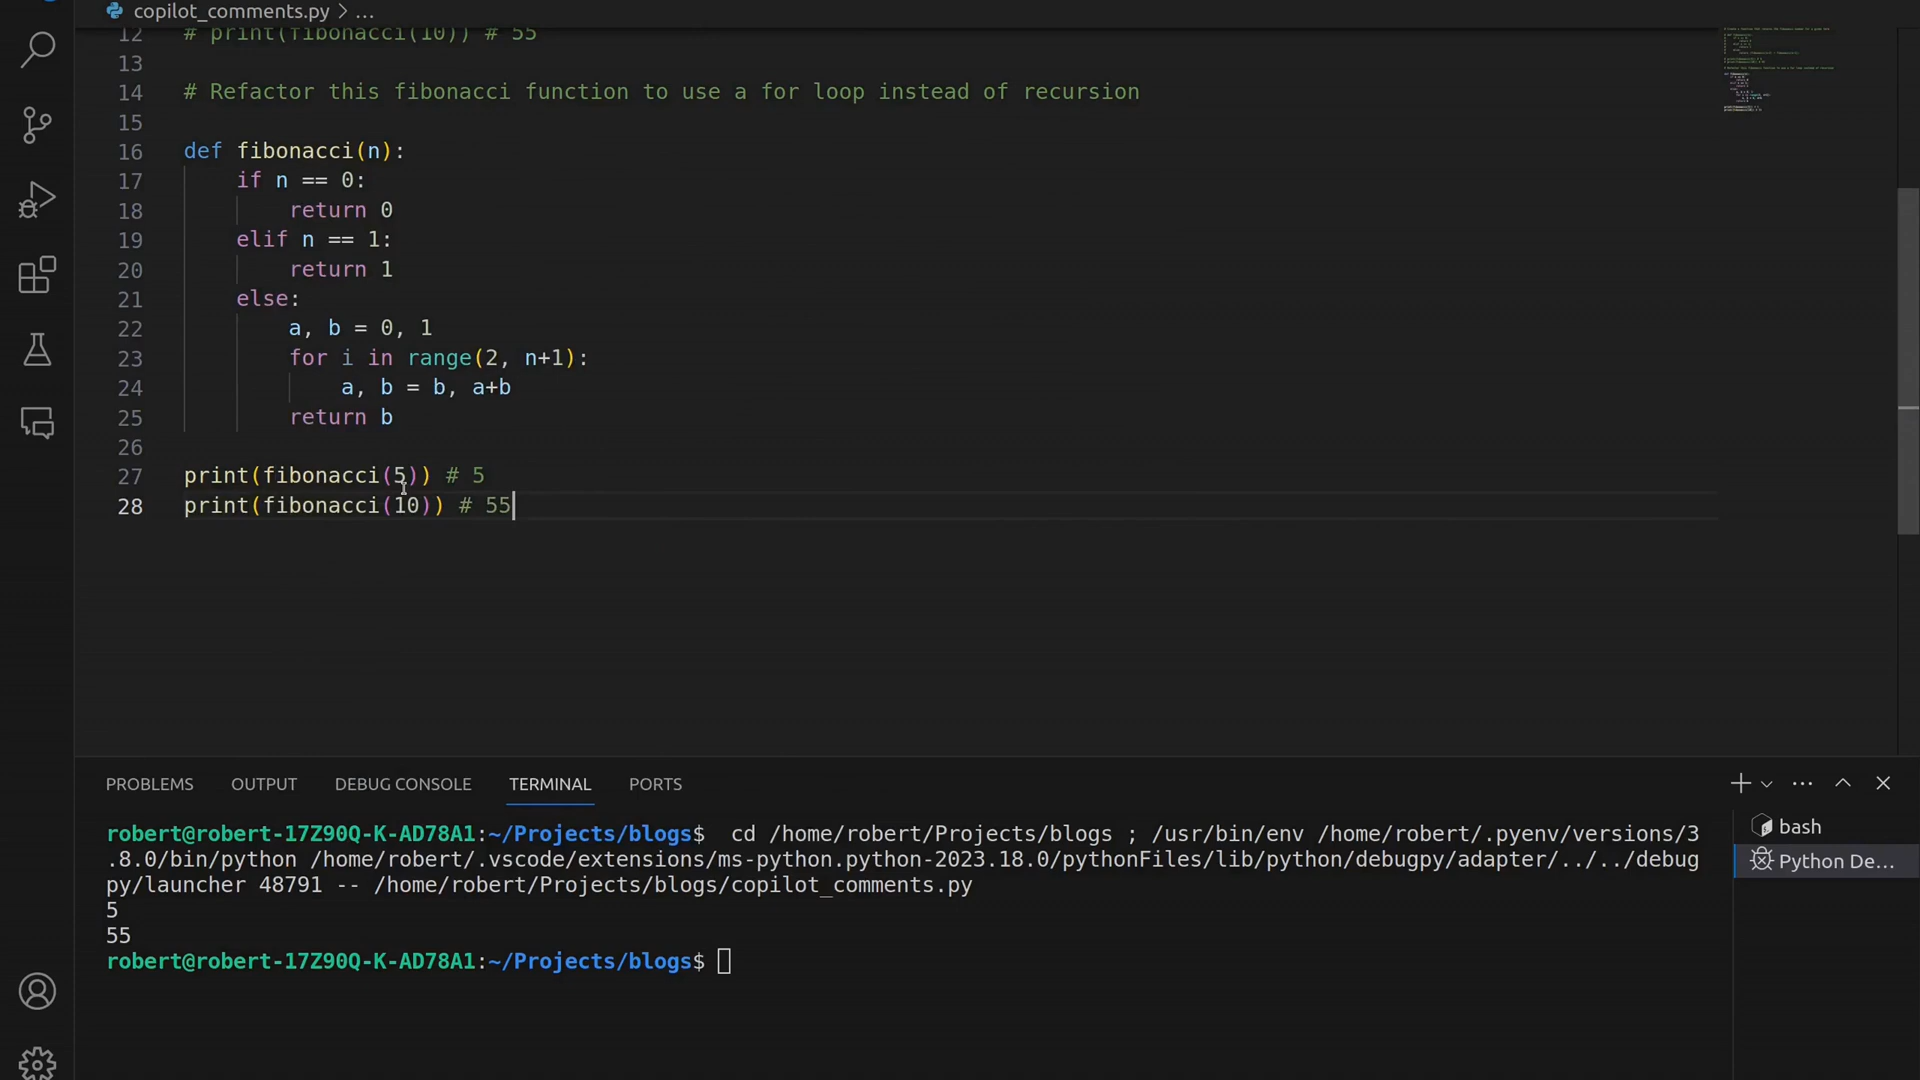 copilot_comments.py > ...
12 # print(fibonacci(10)) # 55
13
14 # Refactor this fibonacci function to use a for loop instead of recursion
15
16 def fibonacci(n):
17 if n == 0:
18 return 0
19 elif n == 1:
20 return 1
21 else:
22 a, b = 0, 1
23 for i in range(2, n+1):
24 a, b = b, a+b
25 return b
26
27 print(fibonacci(5)) # 5
28 print(fibonacci(10)) # 55
PROBLEMS OUTPUT DEBUG CONSOLE TERMINAL PORTS
robert@robert-17Z90Q-K-AD78A1:~/Projects/blogs$ cd /home/robert/Projects/blogs ; /usr/bin/env /home/robert/.pyenv/versions/3
.8.0/bin/python /home/robert/.vscode/extensions/ms-python.python-2023.18.0/pythonFiles/lib/python/debugpy/adapter/../../debug
py/launcher 48791 -- /home/robert/Projects/blogs/copilot_comments.py
5
55
robert@robert-17Z90Q-K-AD78A1:~/Projects/blogs$
bash
Python De...